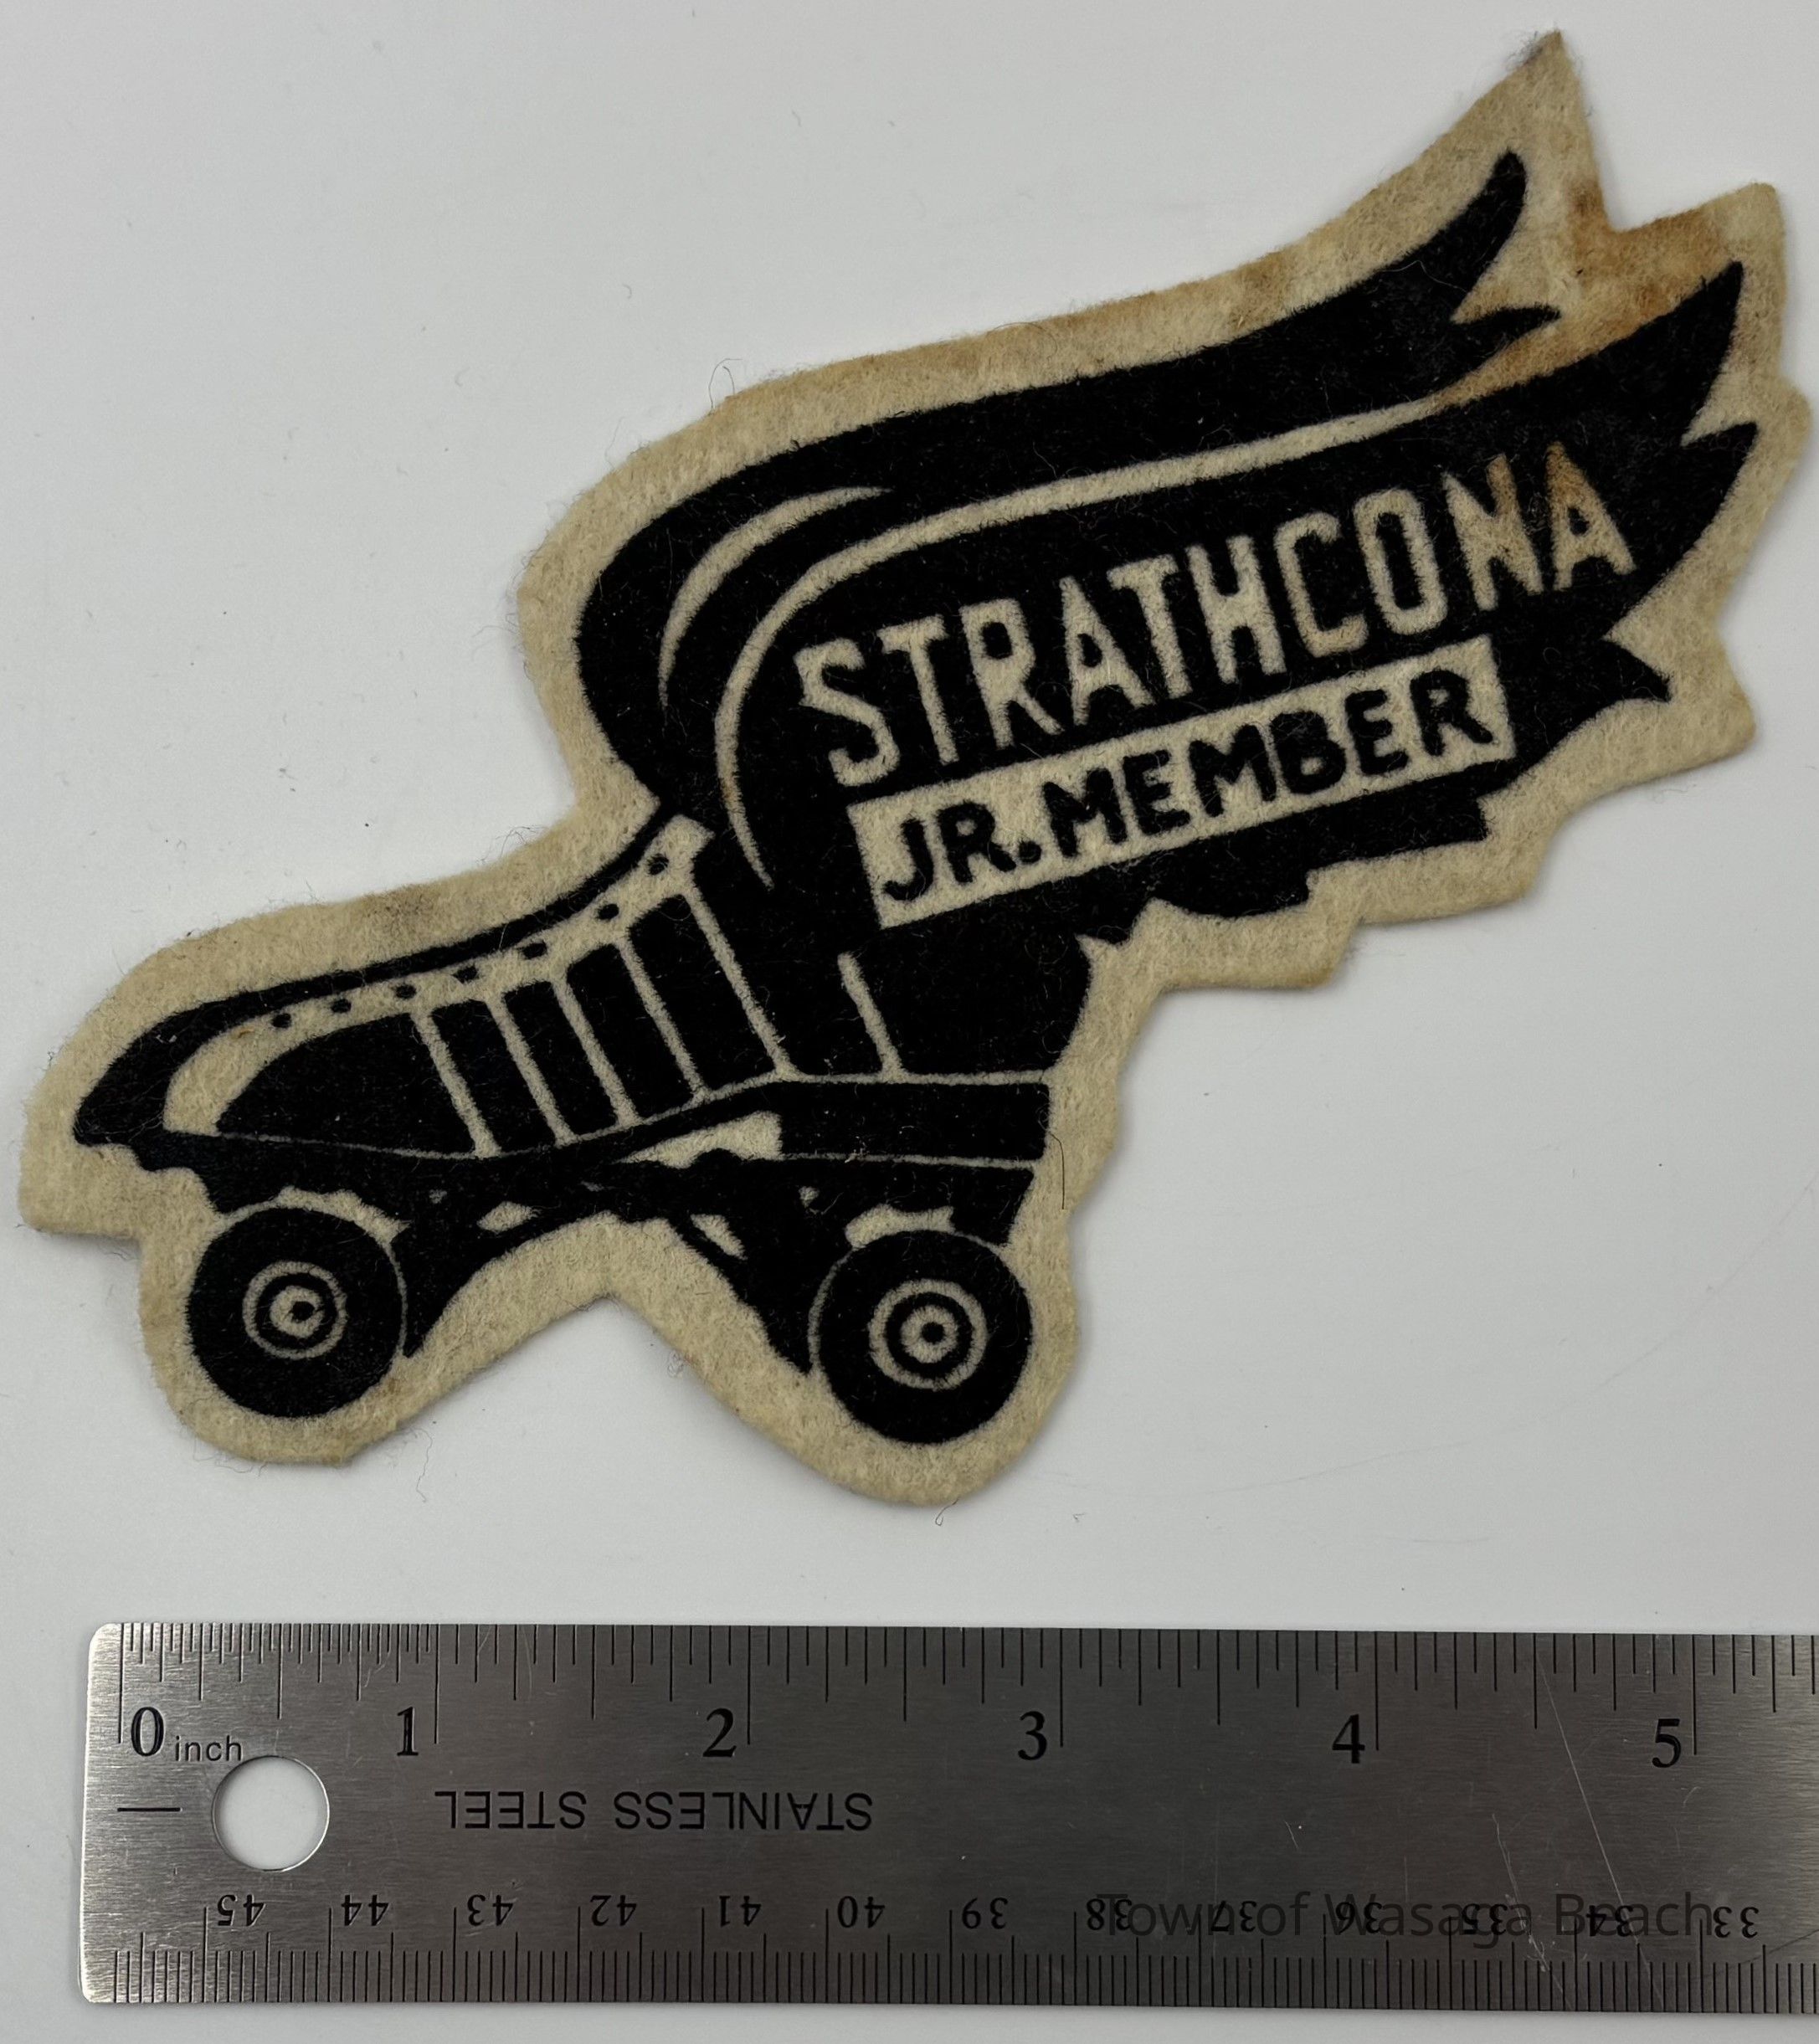 STRATHCONA
JR. MEMBER
0 inch 1 2 3 4 5
STAINLESS STEEL
45 44 43 42 41 40 39 38 37 36 35 34 33
Town of Wasaga Beach